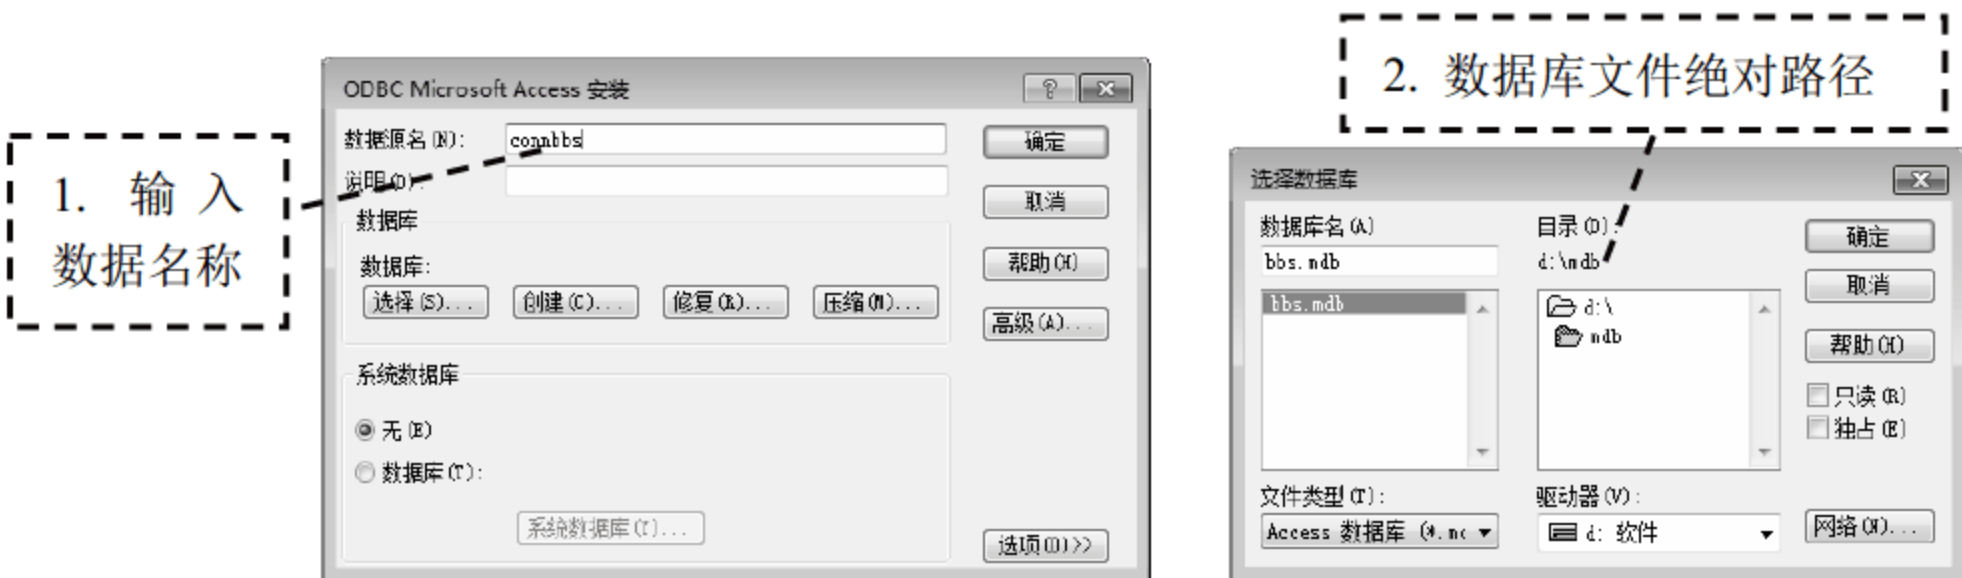 1. 输 入
数据名称
ODBC Microsoft Access 安装
数据源名(N):
connbbs
确定
说明(D):
取消
数据库
数据库:
帮助(H)
选择(S)...
创建(C)...
修复(R)...
压缩(M)...
高级(A)...
系统数据库
无(E)
数据库(T):
系统数据库(Y)...
选项(O)>>
2. 数据库文件绝对路径
选择数据库
数据库名(A)
目录(D):
确定
bbs.mdb
d:\mdb
取消
bbs.mdb
d:\
mdb
帮助(H)
只读(R)
独占(E)
文件类型(T):
驱动器(V):
Access 数据库 (*.mc
d: 软件
网络(N)...